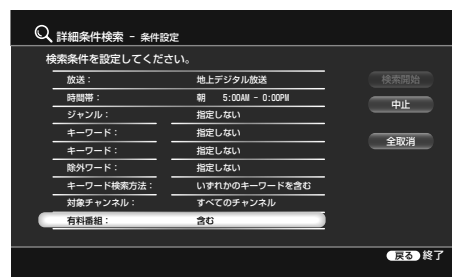 詳細条件検索 - 条件設定
検索条件を設定してください。
放送： 地上デジタル放送
時間帯： 朝 5:00AM - 0:00PM
ジャンル： 指定しない
キーワード： 指定しない
キーワード： 指定しない
除外ワード： 指定しない
キーワード検索方法： いずれかのキーワードを含む
対象チャンネル： すべてのチャンネル
有料番組： 含む
検索開始
中止
全取消
戻る 終了